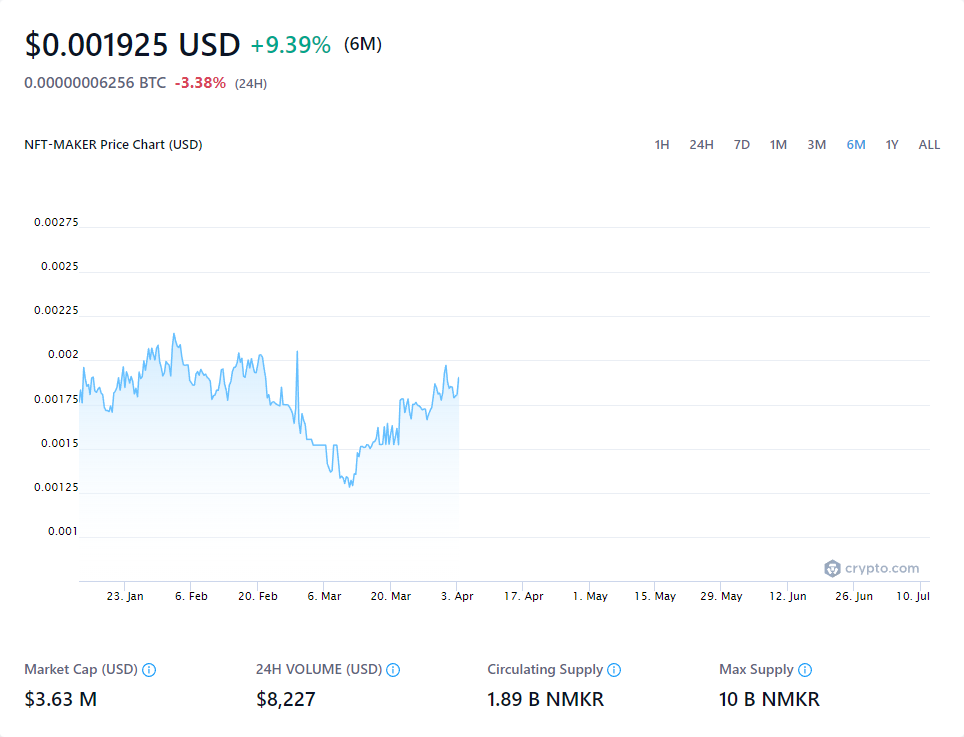 $0.001925 USD +9.39% (6M)
0.00000006256 BTC -3.38% (24H)
NFT-MAKER Price Chart (USD) 1H 24H 7D 1M 3M 6M 1Y ALL
0.00275
0.0025
0.00225
0.002
0.00175
0.0015
0.00125
0.001
crypto.com
23. Jan 6. Feb 20. Feb 6. Mar 20. Mar 3. Apr 17. Apr 1. May 15. May 29. May 12. Jun 26. Jun 10. Jul
Market Cap (USD) 24H VOLUME (USD) Circulating Supply Max Supply
$3.63 M $8,227 1.89 B NMKR 10 B NMKR